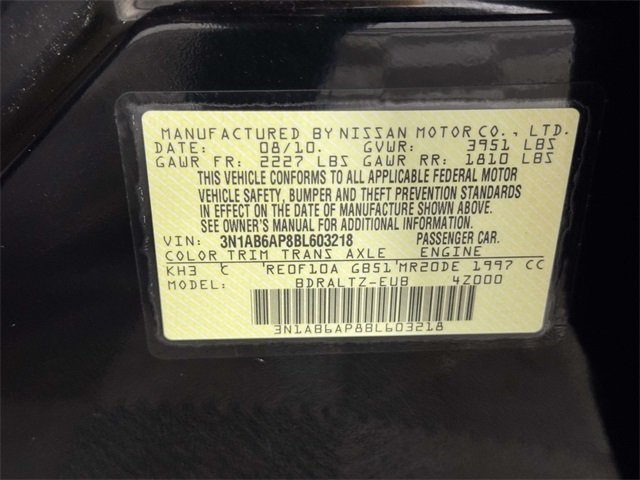 MANUFACTURED BY NISSAN MOTOR CO., LTD.
DATE: 08/10. GVWR: 3951 LBS
GAWR FR: 2227 LBS GAWR RR: 1810 LBS
THIS VEHICLE CONFORMS TO ALL APPLICABLE FEDERAL MOTOR
VEHICLE SAFETY, BUMPER AND THEFT PREVENTION STANDARDS
IN EFFECT ON THE DATE OF MANUFACTURE SHOWN ABOVE.
SEE OWNER'S MANUAL FOR ADDITIONAL INFORMATION.
VIN: 3N1AB6AP8BL603218 PASSENGER CAR.
COLOR TRIM TRANS AXLE ENGINE
KH3 C 'RE0F10A GB51'MR20DE 1997 CC
MODEL: BDRALTZ-EUB 4Z000
3N1AB6AP8BL603218